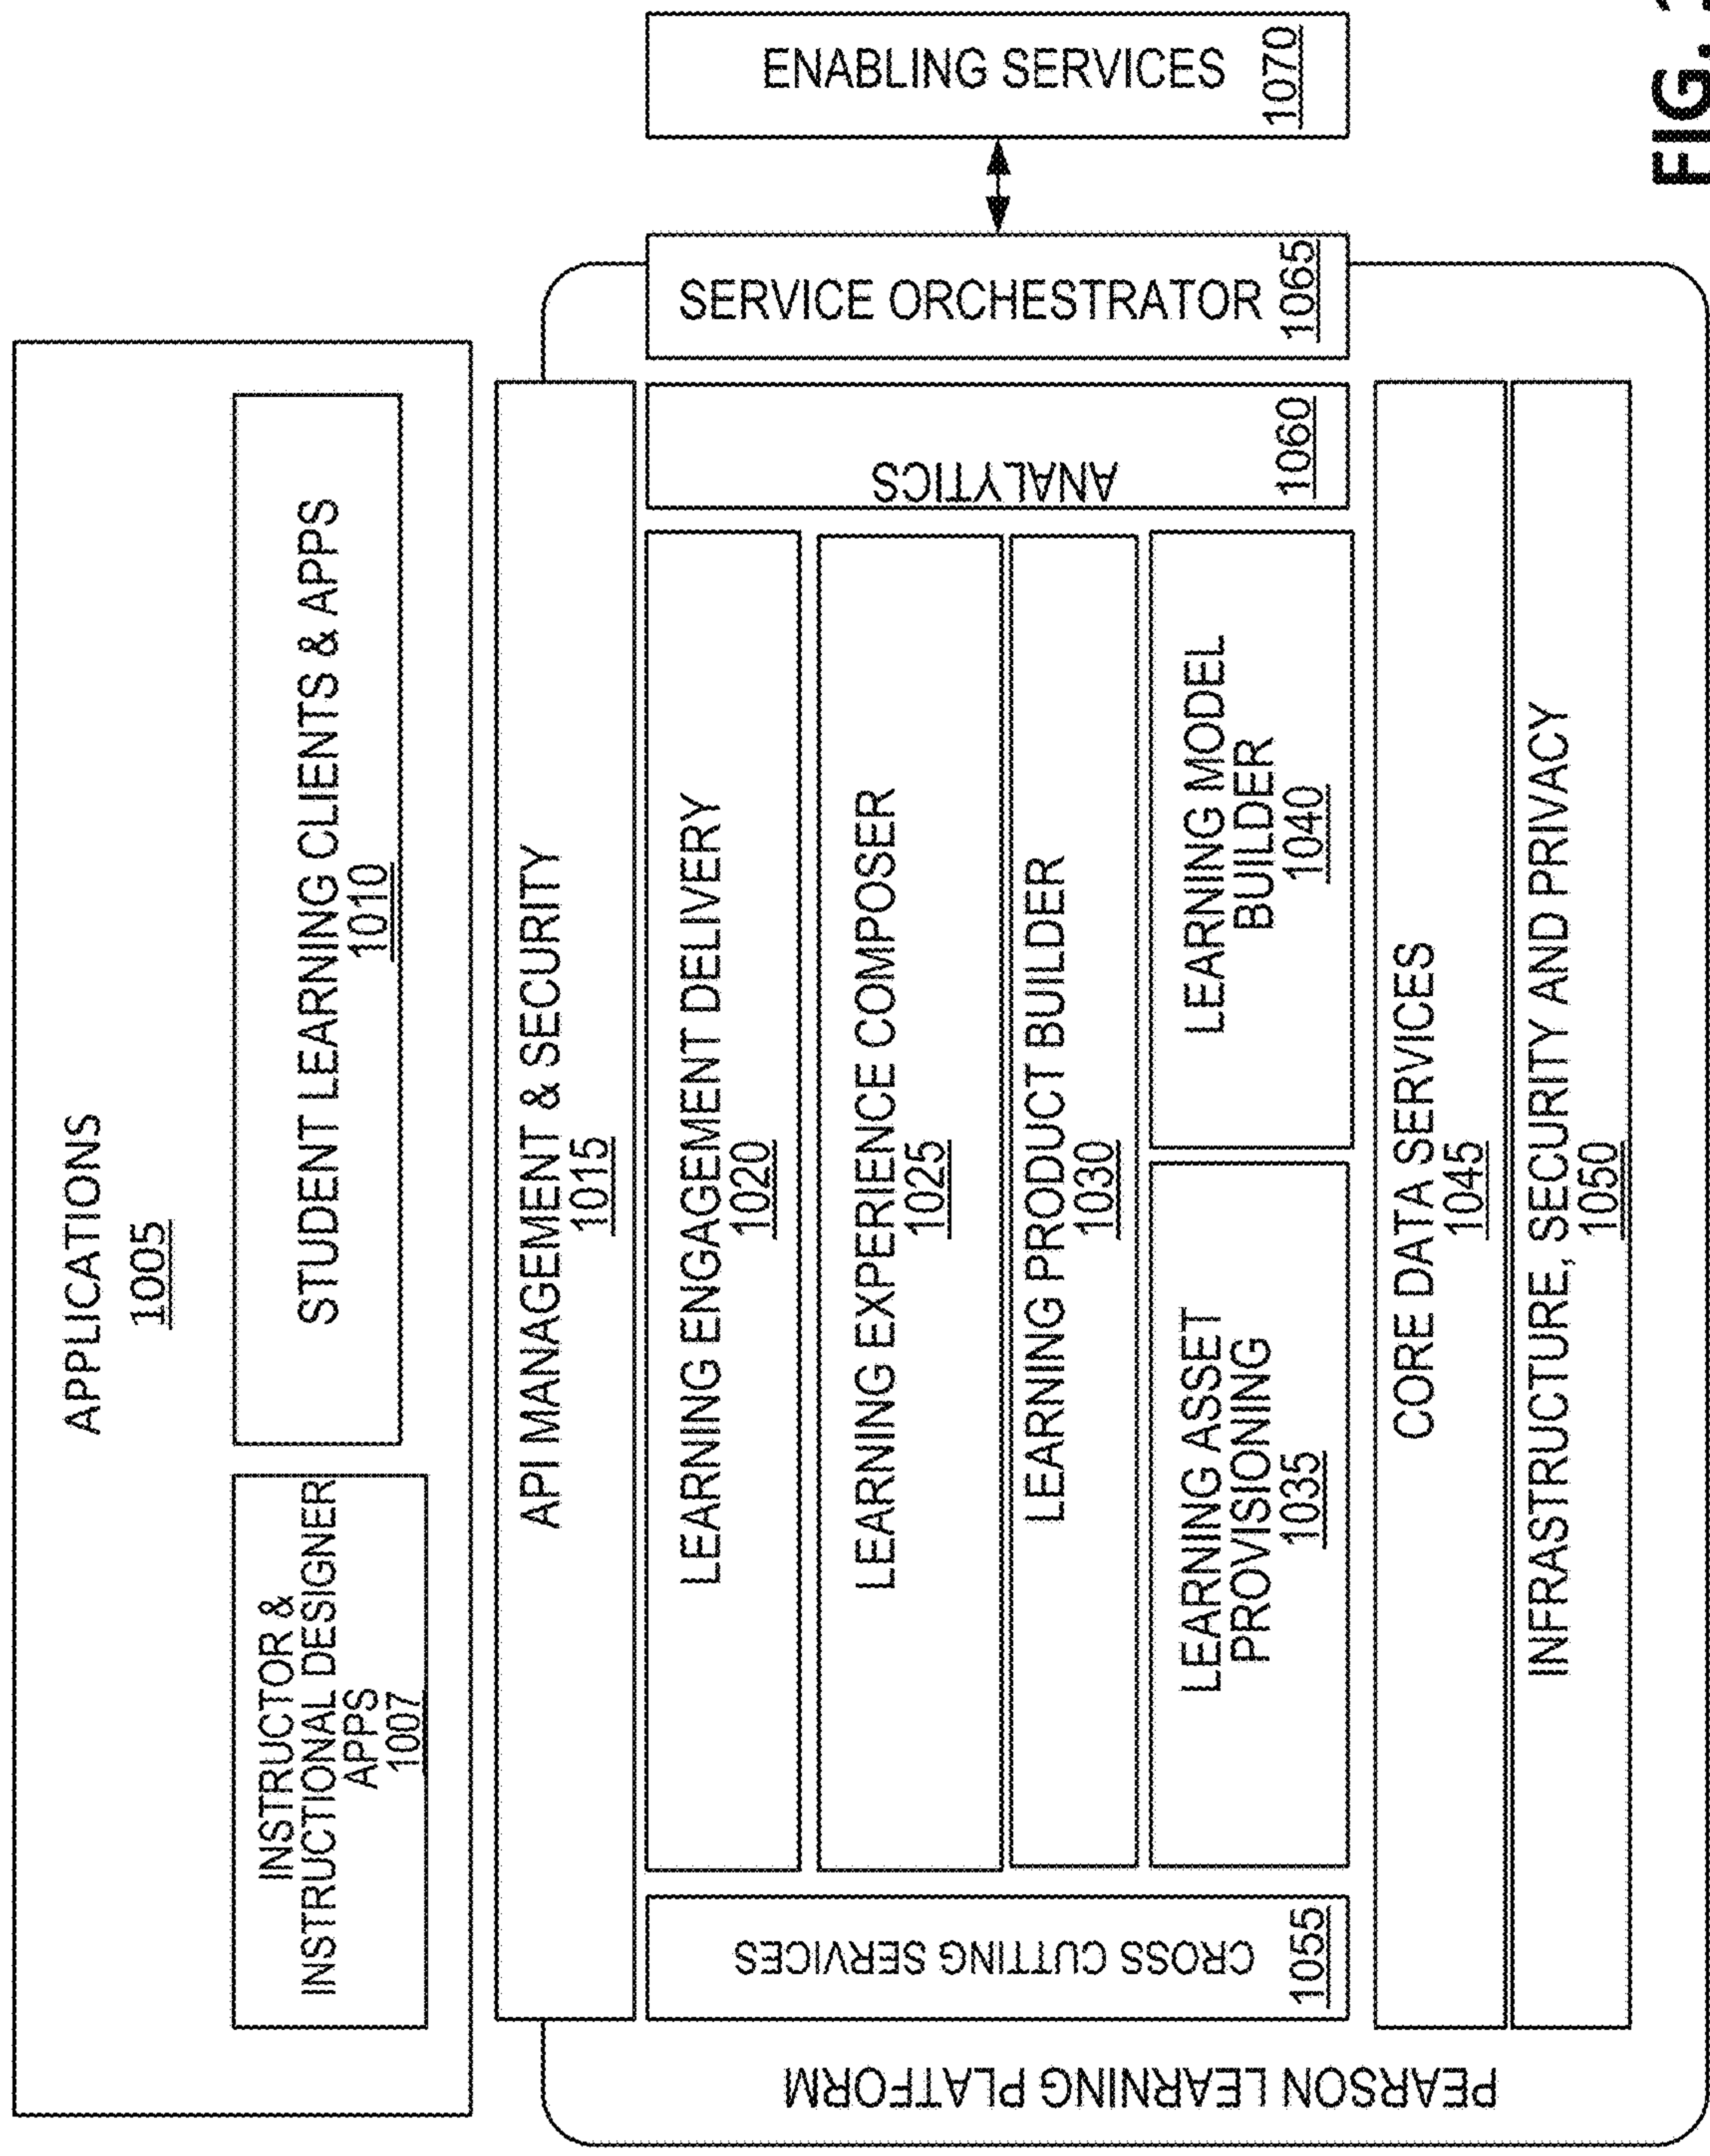 APPLICATIONS
1005
INSTRUCTOR &
INSTRUCTIONAL DESIGNER
APPS
1007
STUDENT LEARNING CLIENTS & APPS
1010
API MANAGEMENT & SECURITY
1015
PEARSON LEARNING PLATFORM
CROSS CUTTING SERVICES
1055
LEARNING ENGAGEMENT DELIVERY
1020
LEARNING EXPERIENCE COMPOSER
1025
LEARNING PRODUCT BUILDER
1030
LEARNING ASSET
PROVISIONING
1035
LEARNING MODEL
BUILDER
1040
ANALYTICS
1060
SERVICE ORCHESTRATOR
1065
ENABLING SERVICES
1070
CORE DATA SERVICES
1045
INFRASTRUCTURE, SECURITY AND PRIVACY
1050
FIG.